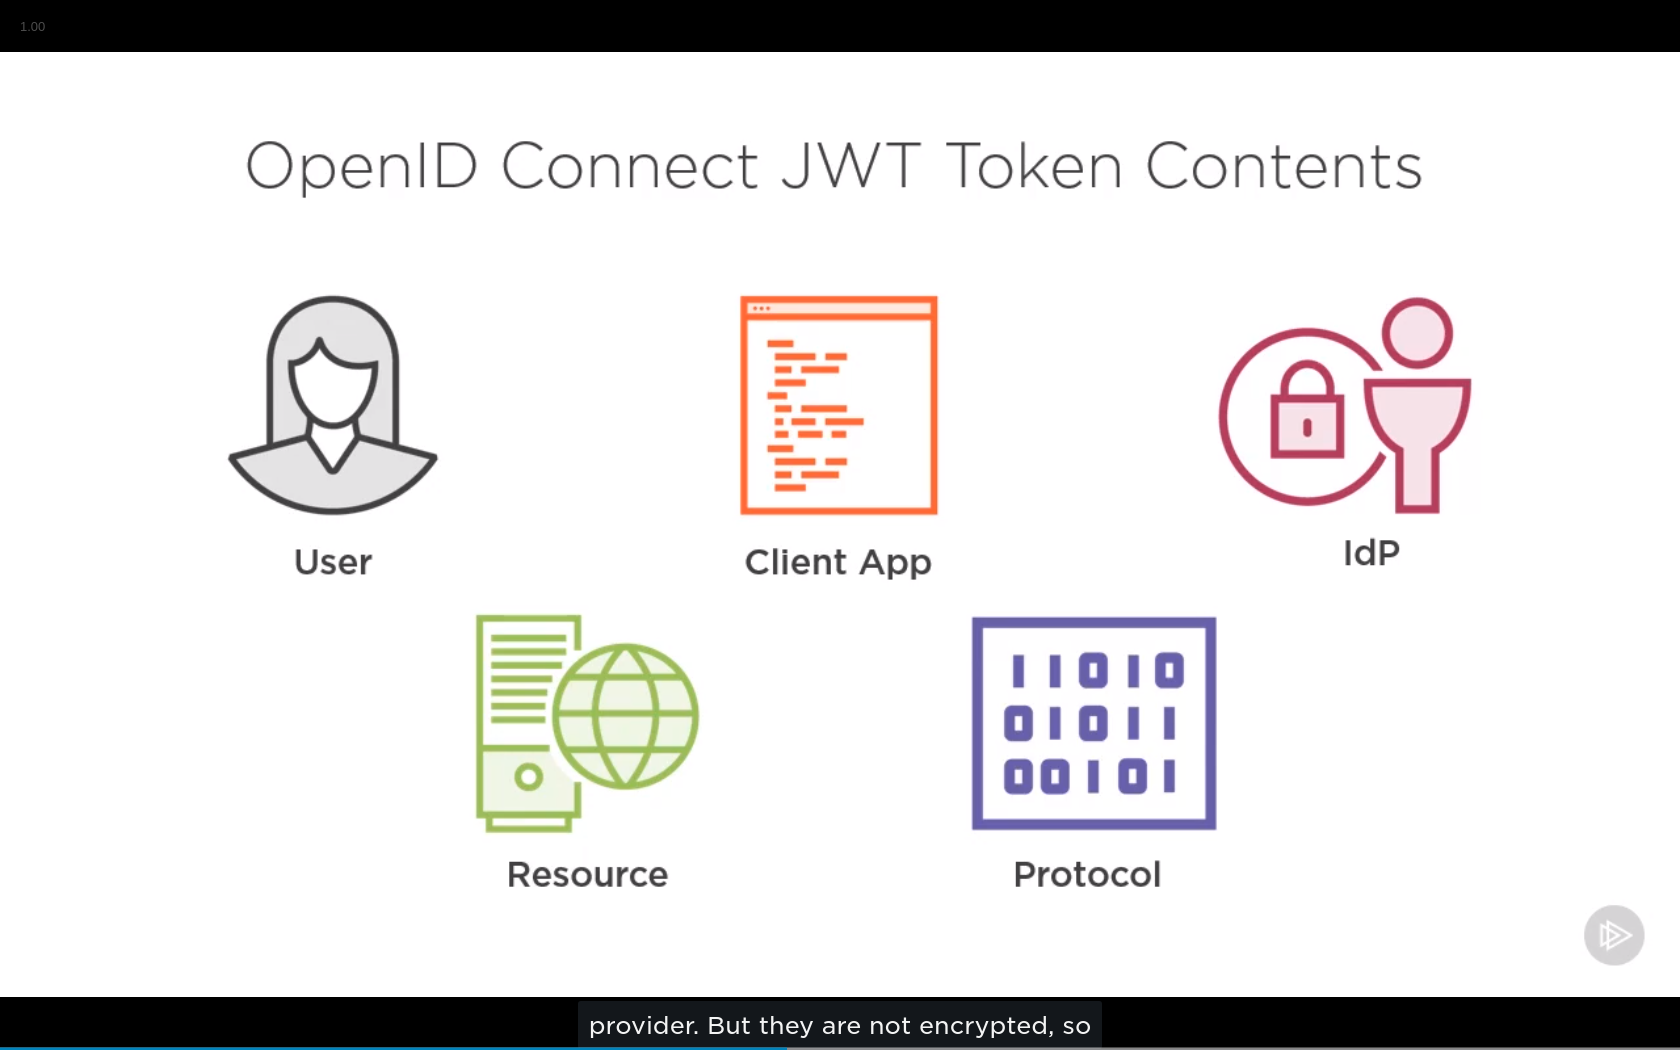 1.00
OpenID Connect JWT Token Contents
User
Client App
IdP
11010
01011
00101
Resource
Protocol
provider. But they are not encrypted, so